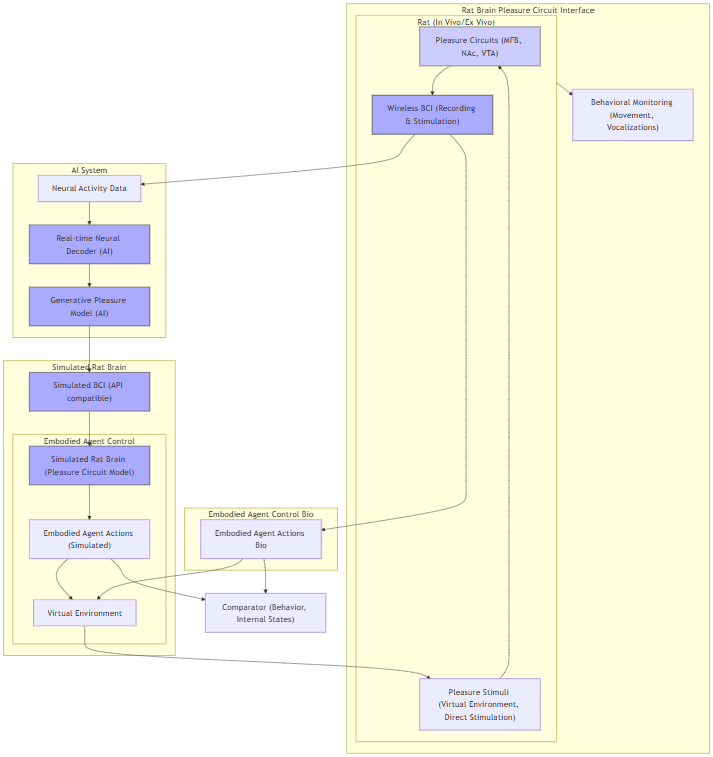 Rat Brain Pleasure Circuit Interface
Rat (In Vivo/Ex Vivo)
Pleasure Circuits (MFB,
NAc, VTA)
Wireless BCI (Recording
& Stimulation)
Behavioral Monitoring
(Movement,
Vocalizations)
AI System
Neural Activity Data
Real-time Neural
Decoder (AI)
Generative Pleasure
Model (AI)
Simulated Rat Brain
Simulated BCI (API
compatible)
Embodied Agent Control
Simulated Rat Brain
(Pleasure Circuit Model)
Embodied Agent Actions
(Simulated)
Virtual Environment
Embodied Agent Control Bio
Embodied Agent Actions
Bio
Comparator (Behavior,
Internal States)
Pleasure Stimuli
(Virtual Environment,
Direct Stimulation)